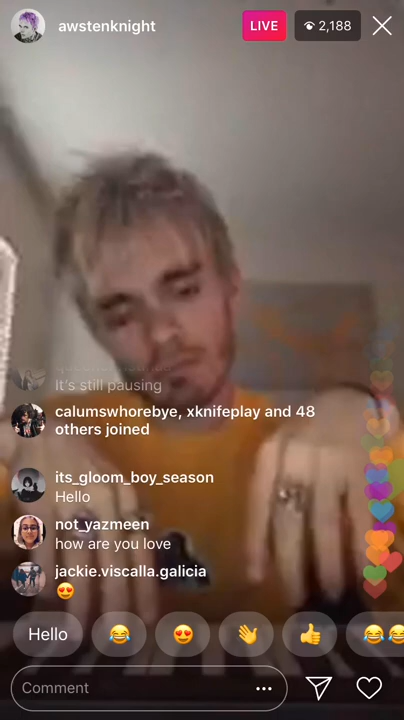 awstenknight
LIVE
2,188
It's still pausing
calumswhorebye, xknifeplay and 48
others joined
its_gloom_boy_season
Hello
not_yazmeen
how are you love
jackie.viscalla.galicia
😍
Hello 😂 😍 👋 👍 😂😂
Comment